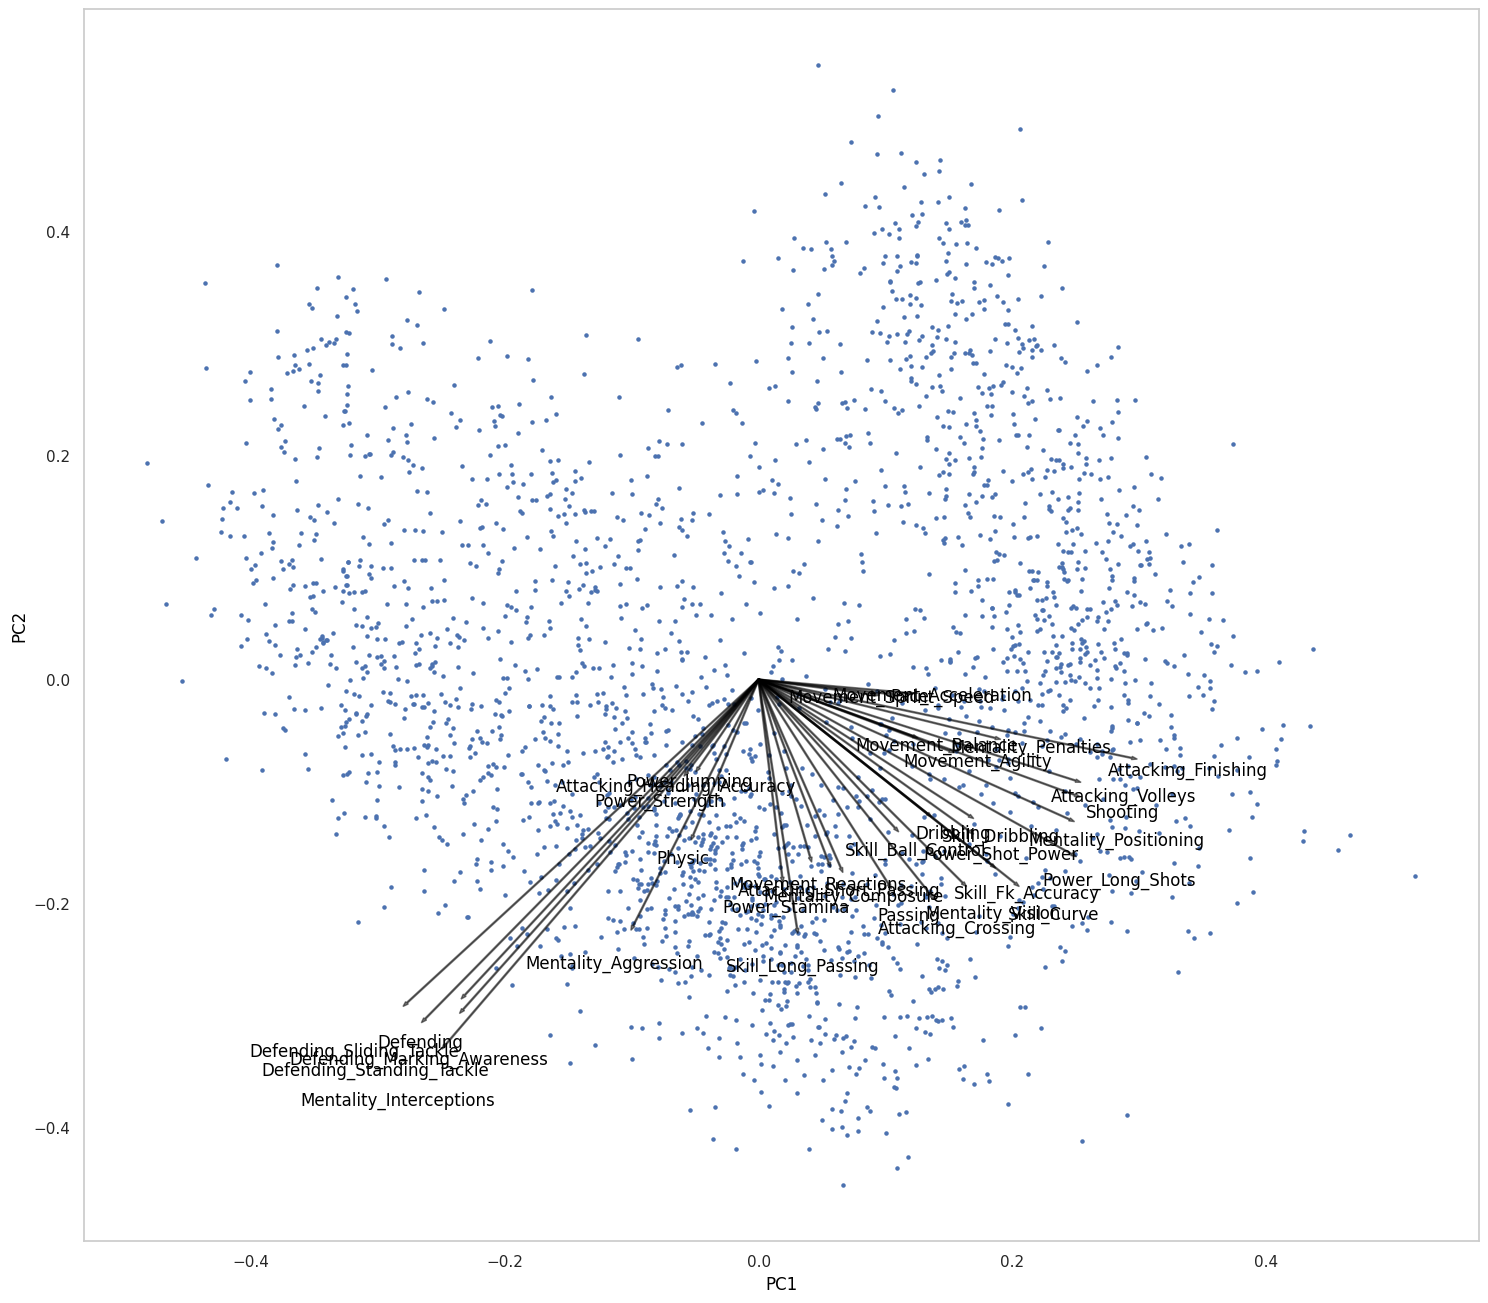 0.4
0.2
0.0
−0.2
−0.4
PC2
Movement_Acceleration
Movement_Sprint_Speed
Movement_Balance
Mentality_Penalties
Movement_Agility
Attacking_Finishing
Power_Jumping
Attacking_Heading_Accuracy
Power_Strength
Attacking_Volleys
Shooting
Dribbling
Skill_Dribbling
Mentality_Positioning
Skill_Ball_Control
Power_Shot_Power
Physic
Movement_Reactions
Attacking_Short_Passing
Mentality_Composure
Power_Stamina
Power_Long_Shots
Skill_Fk_Accuracy
Passing
Mentality_Vision
Skill_Curve
Attacking_Crossing
Mentality_Aggression
Skill_Long_Passing
Defending
Defending_Sliding_Tackle
Defending_Marking_Awareness
Defending_Standing_Tackle
Mentality_Interceptions
−0.4
−0.2
0.0
0.2
0.4
PC1